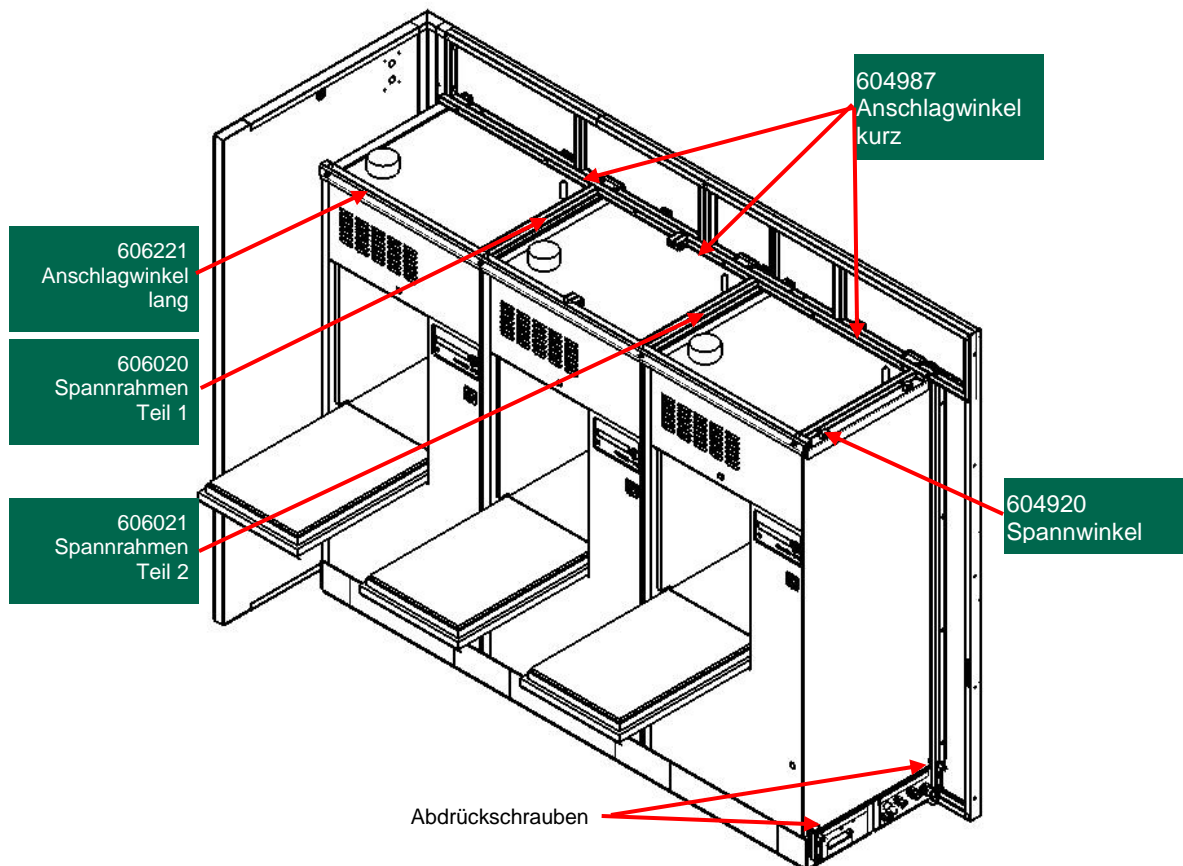 604987
Anschlagwinkel
kurz
606221
Anschlagwinkel
lang
606020
Spannrahmen
Teil 1
606021
Spannrahmen
Teil 2
604920
Spannwinkel
Abdrückschrauben